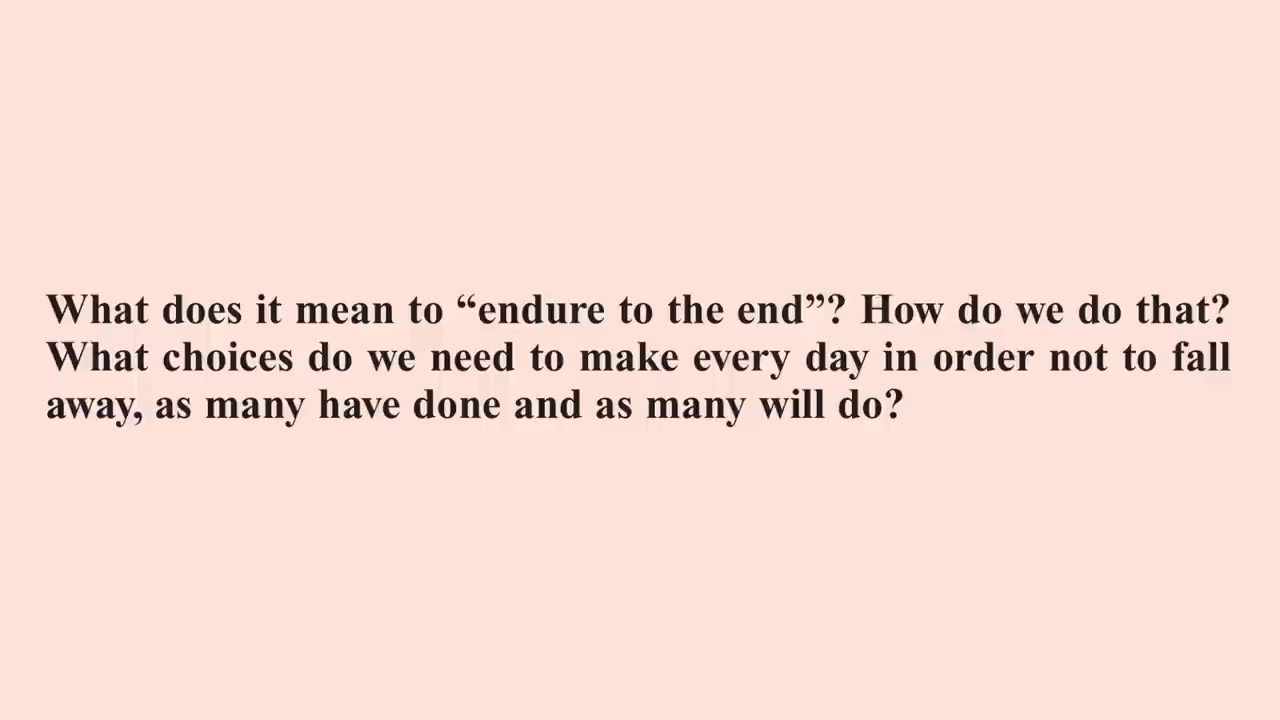 What does it mean to “endure to the end”? How do we do that?
What choices do we need to make every day in order not to fall
away, as many have done and as many will do?